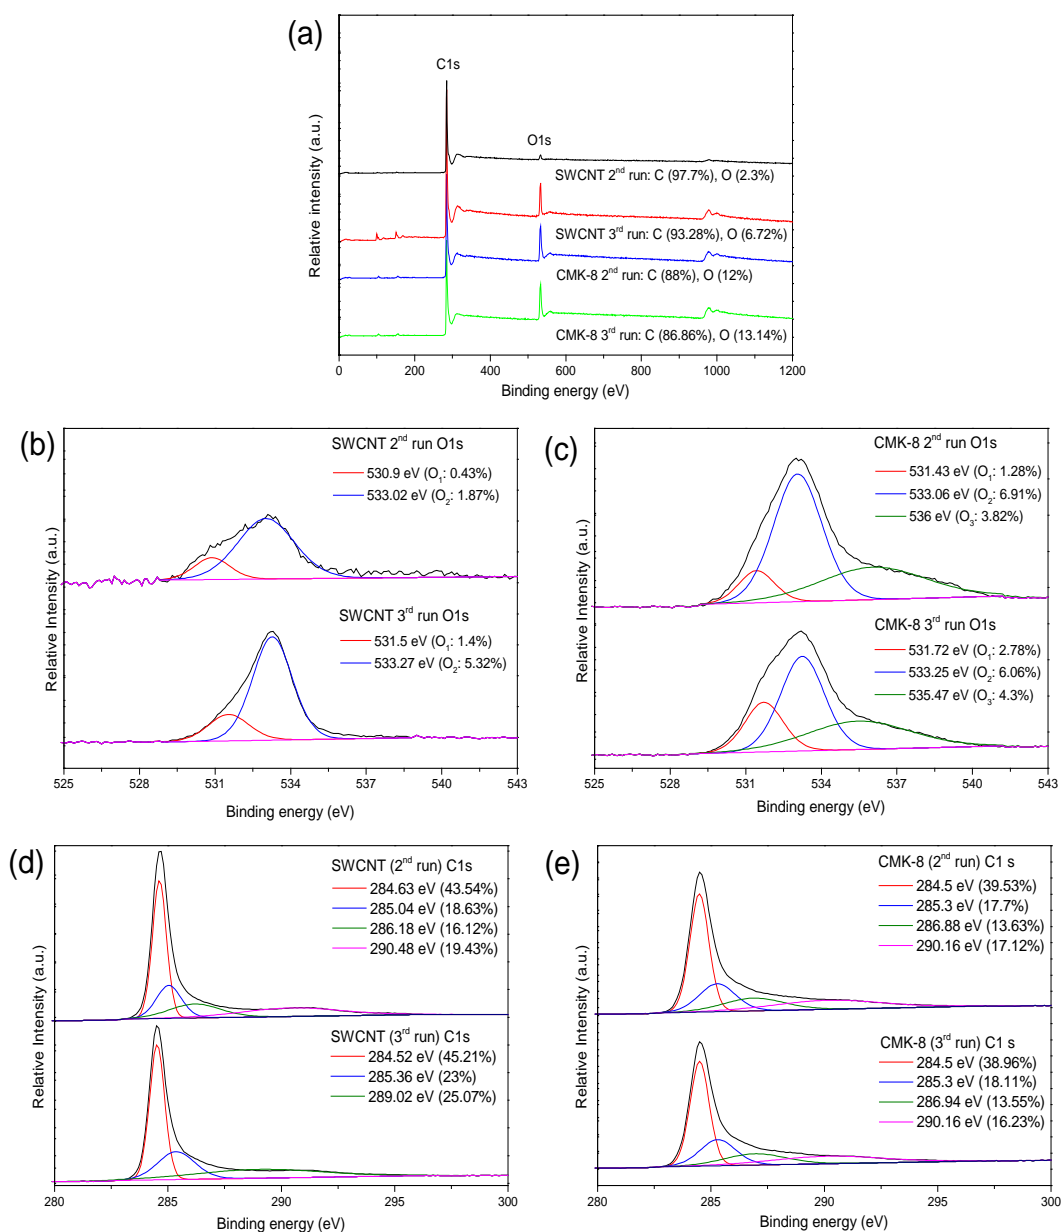 (a)
C1s
O1s
SWCNT 2nd run: C (97.7%), O (2.3%)
SWCNT 3rd run: C (93.28%), O (6.72%)
CMK-8 2nd run: C (88%), O (12%)
CMK-8 3rd run: C (86.86%), O (13.14%)
Relative intensity (a.u.)
0 200 400 600 800 1000 1200
Binding energy (eV)
(b)
SWCNT 2nd run O1s
530.9 eV (O1: 0.43%)
533.02 eV (O2: 1.87%)
SWCNT 3rd run O1s
531.5 eV (O1: 1.4%)
533.27 eV (O2: 5.32%)
Relative Intensity (a.u.)
525 528 531 534 537 540 543
Binding energy (eV)
(c)
CMK-8 2nd run O1s
531.43 eV (O1: 1.28%)
533.06 eV (O2: 6.91%)
536 eV (O3: 3.82%)
CMK-8 3rd run O1s
531.72 eV (O1: 2.78%)
533.25 eV (O2: 6.06%)
535.47 eV (O3: 4.3%)
Relative Intensity (a.u.)
525 528 531 534 537 540 543
Binding energy (eV)
(d)
SWCNT (2nd run) C1s
284.63 eV (43.54%)
285.04 eV (18.63%)
286.18 eV (16.12%)
290.48 eV (19.43%)
SWCNT (3rd run) C1s
284.52 eV (45.21%)
285.36 eV (23%)
289.02 eV (25.07%)
Relative Intensity (a.u.)
280 285 290 295 300
Binding energy (eV)
(e)
CMK-8 (2nd run) C1 s
284.5 eV (39.53%)
285.3 eV (17.7%)
286.88 eV (13.63%)
290.16 eV (17.12%)
CMK-8 (3rd run) C1 s
284.5 eV (38.96%)
285.3 eV (18.11%)
286.94 eV (13.55%)
290.16 eV (16.23%)
Relative Intensity (a.u.)
280 285 290 295 300
Binding energy (eV)